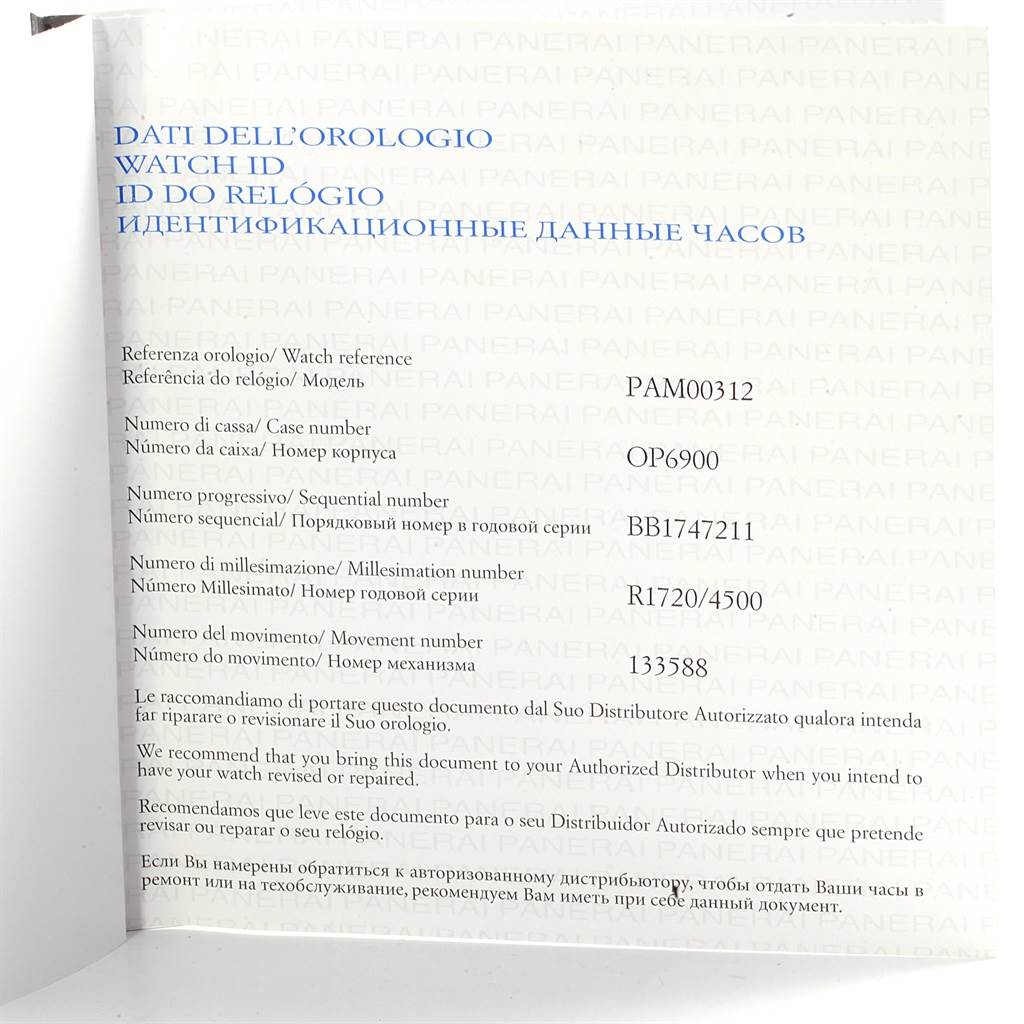 DATI DELL'OROLOGIO
WATCH ID
ID DO RELÓGIO
ИДЕНТИФИКАЦИОННЫЕ ДАННЫЕ ЧАСОВ
Referenza orologio/ Watch reference
Referência do relógio/ Модель PAM00312
Numero di cassa/ Case number
Número da caixa/ Номер корпуса OP6900
Numero progressivo/ Sequential number
Número sequencial/ Порядковый номер в годовой серии BB1747211
Numero di millesimazione/ Millesimation number
Número Millesimato/ Номер годовой серии R1720/4500
Numero del movimento/ Movement number
Número do movimento/ Номер механизма 133588
Le raccomandiamo di portare questo documento dal Suo Distributore Autorizzato qualora intenda
far riparare o revisionare il Suo orologio.
We recommend that you bring this document to your Authorized Distributor when you intend to
have your watch revised or repaired.
Recomendamos que leve este documento para o seu Distribuidor Autorizado sempre que pretende
revisar ou reparar o seu relógio.
Если Вы намерены обратиться к авторизованному дистрибьютору, чтобы отдать Ваши часы в
ремонт или на техобслуживание, рекомендуем Вам иметь при себе данный документ.